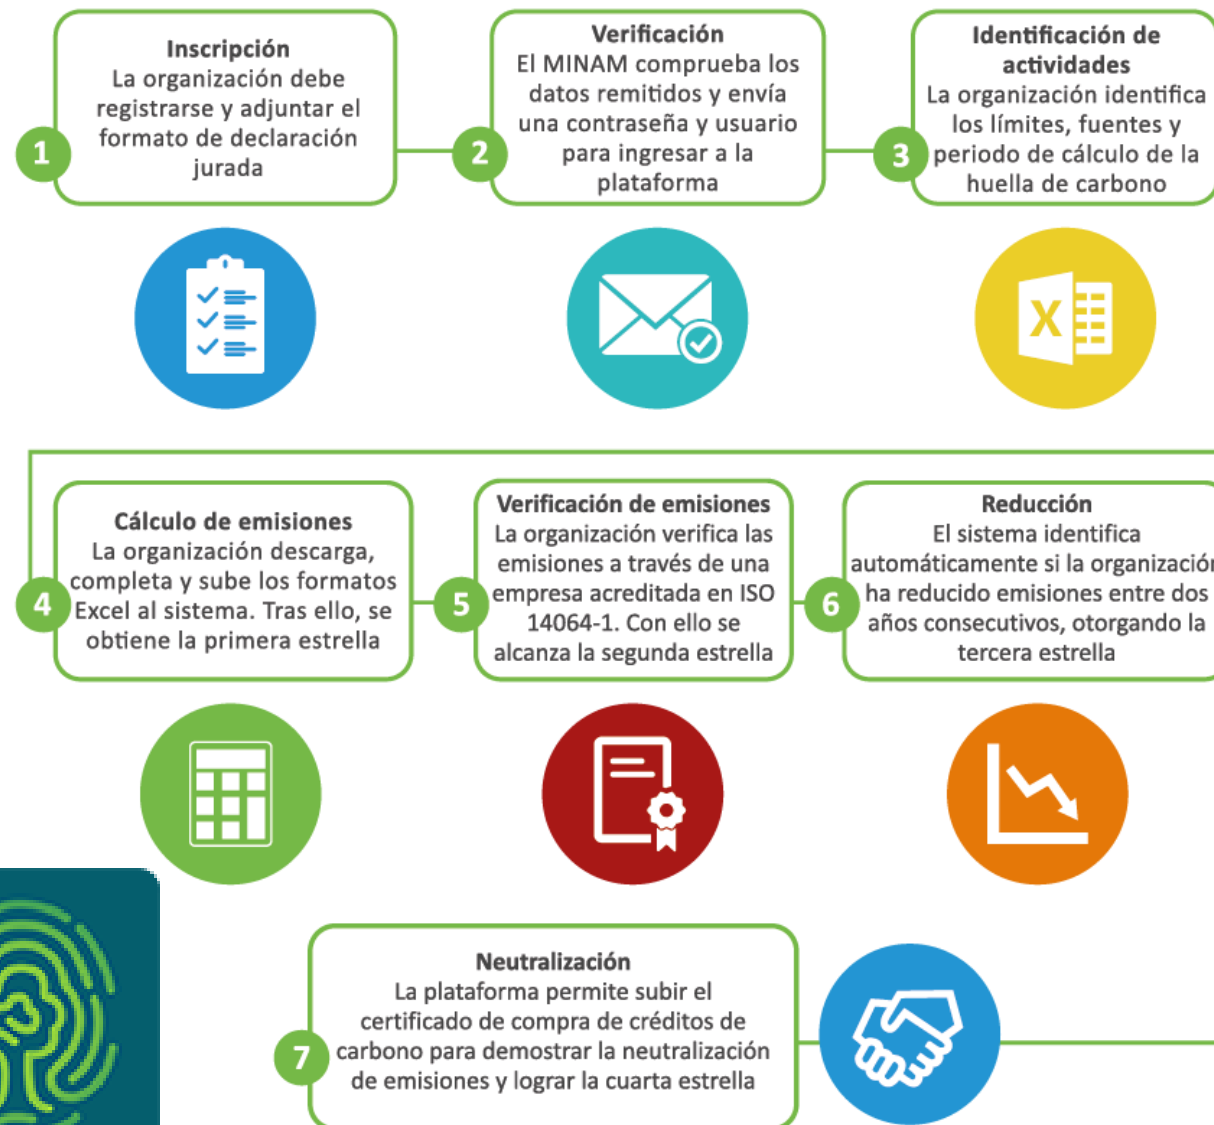 1
Inscripción
La organización debe
registrarse y adjuntar el
formato de declaración
jurada
2
Verificación
El MINAM comprueba los
datos remitidos y envía
una contraseña y usuario
para ingresar a la
plataforma
3
Identificación de
actividades
La organización identifica
los límites, fuentes y
periodo de cálculo de la
huella de carbono
X
4
Cálculo de emisiones
La organización descarga,
completa y sube los formatos
Excel al sistema. Tras ello, se
obtiene la primera estrella
5
Verificación de emisiones
La organización verifica las
emisiones a través de una
empresa acreditada en ISO
14064-1. Con ello se
alcanza la segunda estrella
6
Reducción
El sistema identifica
automáticamente si la organización
ha reducido emisiones entre dos
años consecutivos, otorgando la
tercera estrella
7
Neutralización
La plataforma permite subir el
certificado de compra de créditos de
carbono para demostrar la neutralización
de emisiones y lograr la cuarta estrella